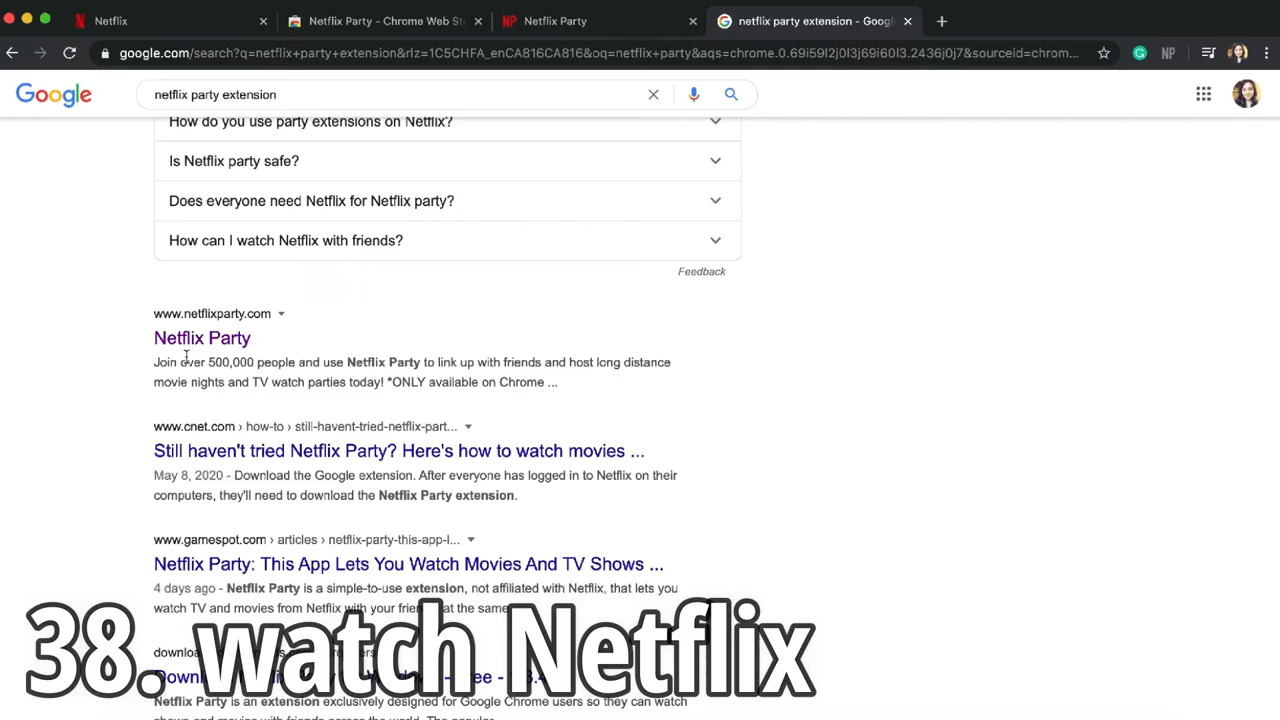 Netflix
Netflix Party - Chrome Web St
NP Netflix Party
netflix party extension - Googl
google.com/search?q=netflix+party+extension&rlz=1C5CHFA_enCA816CA816&oq=netflix+party&aqs=chrome.0.69i59l2j0l3j69i60l3.2436j0j7&sourceid=chrom...
NP
Google
netflix party extension
How do you use party extensions on Netflix?
Is Netflix party safe?
Does everyone need Netflix for Netflix party?
How can I watch Netflix with friends?
Feedback
www.netflixparty.com
Netflix Party
Join over 500,000 people and use Netflix Party to link up with friends and host long distance
movie nights and TV watch parties today! *ONLY available on Chrome ...
www.cnet.com › how-to › still-havent-tried-netflix-part...
Still haven't tried Netflix Party? Here's how to watch movies ...
May 8, 2020 - Download the Google extension. After everyone has logged in to Netflix on their
computers, they'll need to download the Netflix Party extension.
www.gamespot.com › articles › netflix-party-this-app-l...
Netflix Party: This App Lets You Watch Movies And TV Shows ...
4 days ago - Netflix Party is a simple-to-use extension, not affiliated with Netflix, that lets you
watch TV and movies from Netflix with your at the same
38. watch Netflix
Netflix Party is an extension exclusively designed for Google Chrome users so they can watch